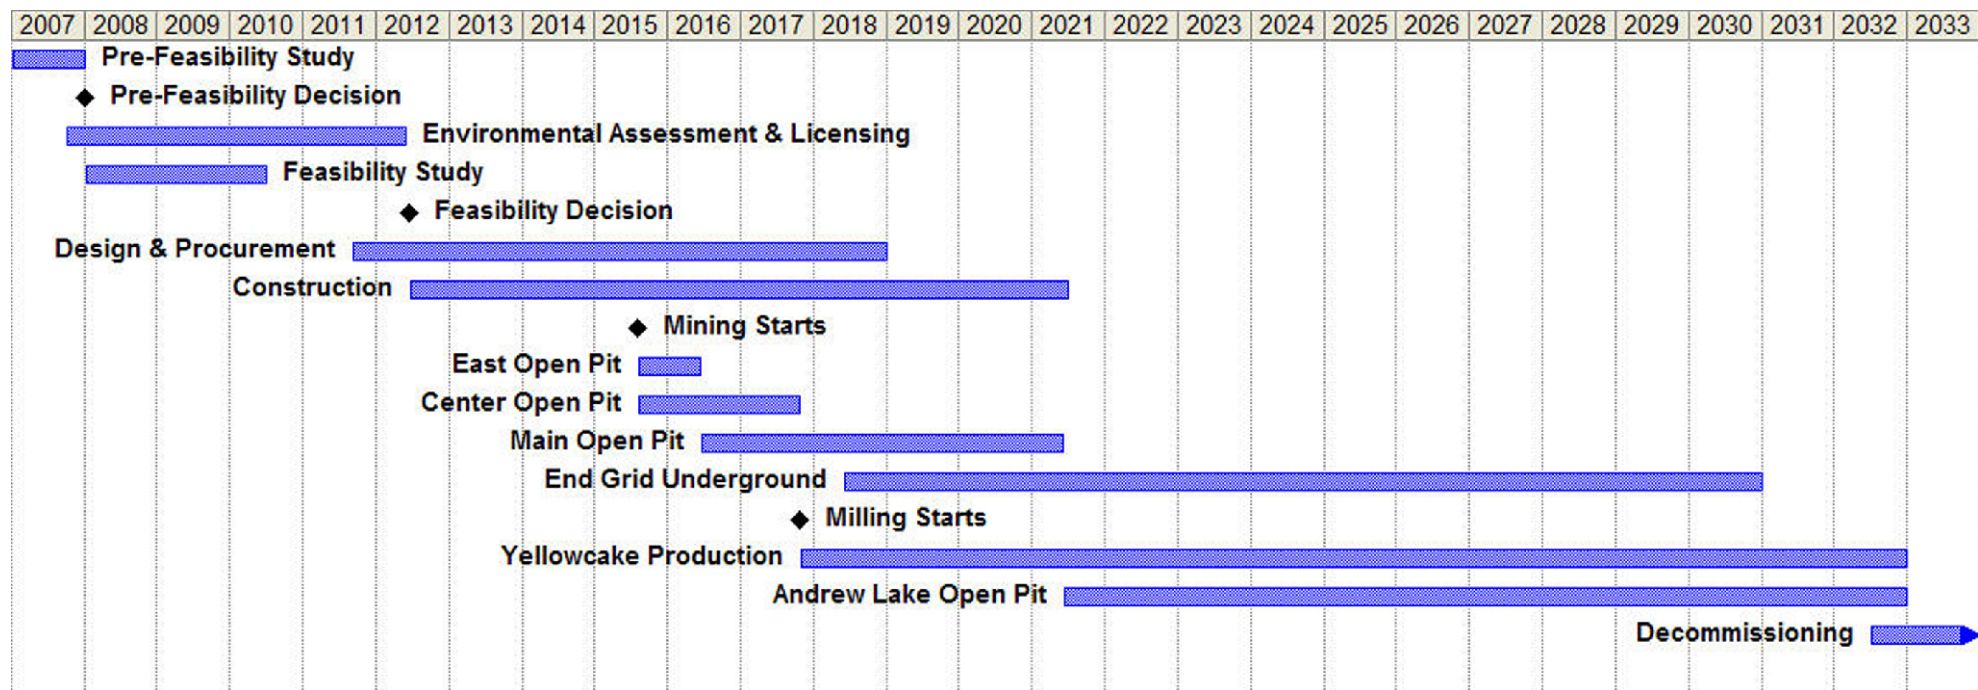 2007 2008 2009 2010 2011 2012 2013 2014 2015 2016 2017 2018 2019 2020 2021 2022 2023 2024 2025 2026 2027 2028 2029 2030 2031 2032 2033
Pre-Feasibility Study
Pre-Feasibility Decision
Environmental Assessment & Licensing
Feasibility Study
Feasibility Decision
Design & Procurement
Construction
Mining Starts
East Open Pit
Center Open Pit
Main Open Pit
End Grid Underground
Milling Starts
Yellowcake Production
Andrew Lake Open Pit
Decommissioning